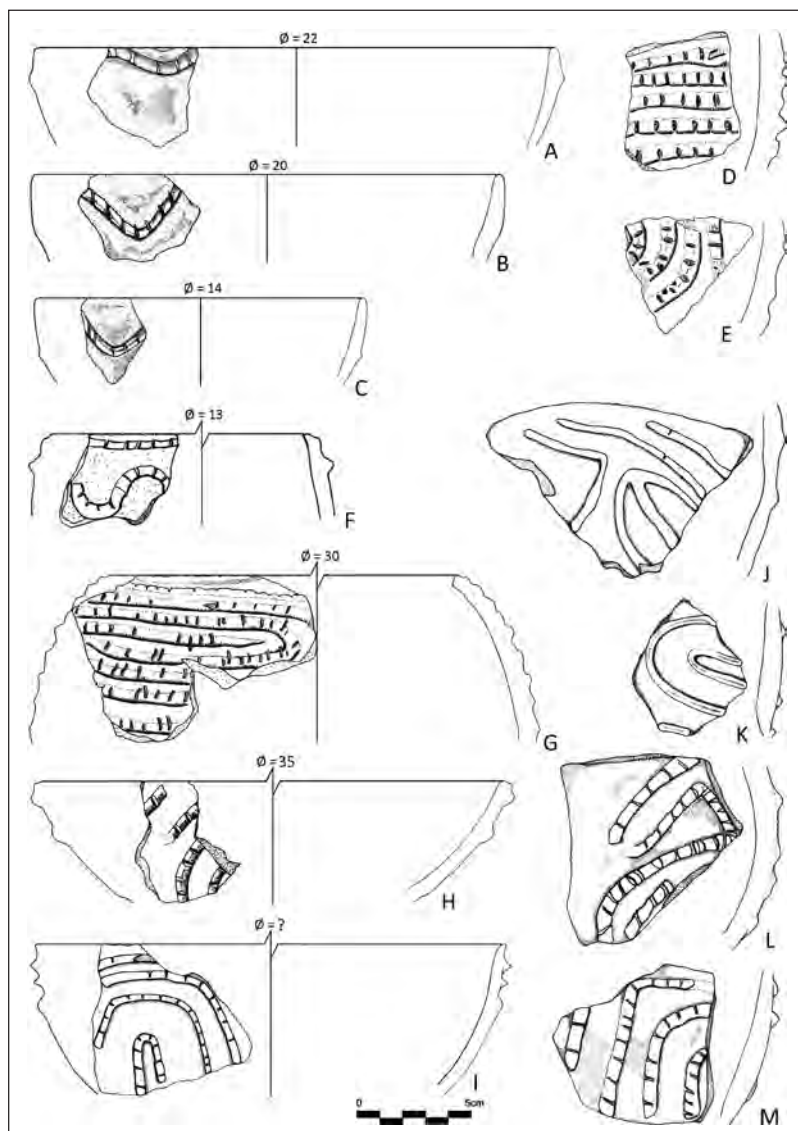 Ø = 22
A
D
Ø = 20
B
E
Ø = 14
C
Ø = 13
F
J
Ø = 30
G
K
Ø = 35
H
L
Ø = ?
I
0 5cm
M